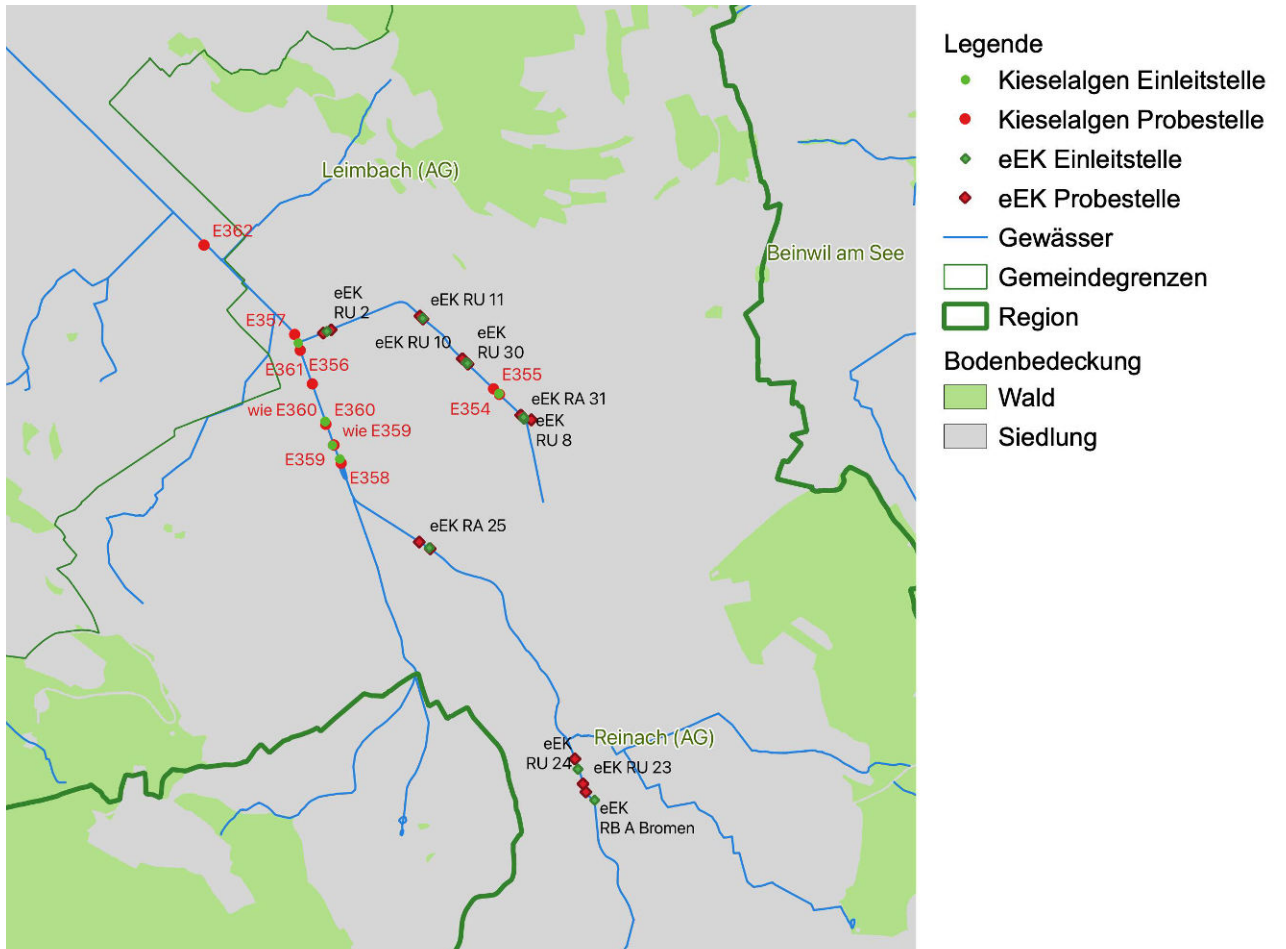 Leimbach (AG)
E362
Beinwil am See
eEK
RU 2
eEK RU 11
E357
eEK RU 10
eEK
RU 30
E361
E356
E355
wie E360
E360
E354
eEK RA 31
wie E359
eEK
RU 8
E359
E358
eEK RA 25
Reinach (AG)
eEK
RU 24
eEK RU 23
eEK
RB A Bromen
Legende
Kieselalgen Einleitstelle
Kieselalgen Probestelle
eEK Einleitstelle
eEK Probestelle
Gewässer
Gemeindegrenzen
Region
Bodenbedeckung
Wald
Siedlung